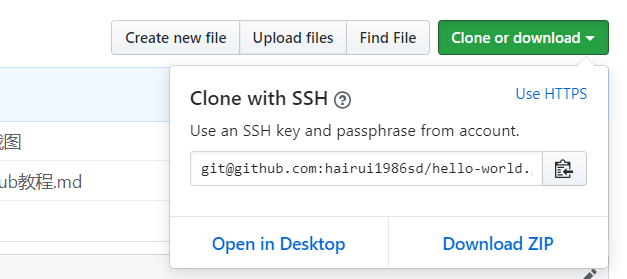 Create new file Upload files Find File Clone or download
Clone with SSH Use HTTPS
Use an SSH key and passphrase from account.
图
git@github.com:hairui1986sd/hello-world.
ub教程.md
Open in Desktop Download ZIP